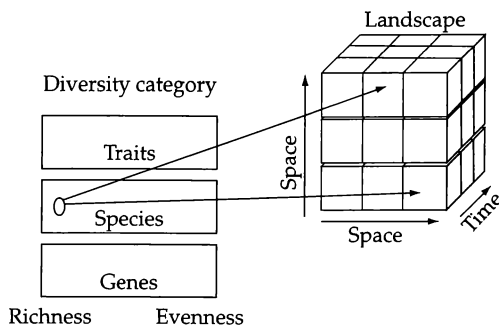 Landscape
Diversity category
Traits
Species
Genes
Richness Evenness
Space
Space
Time